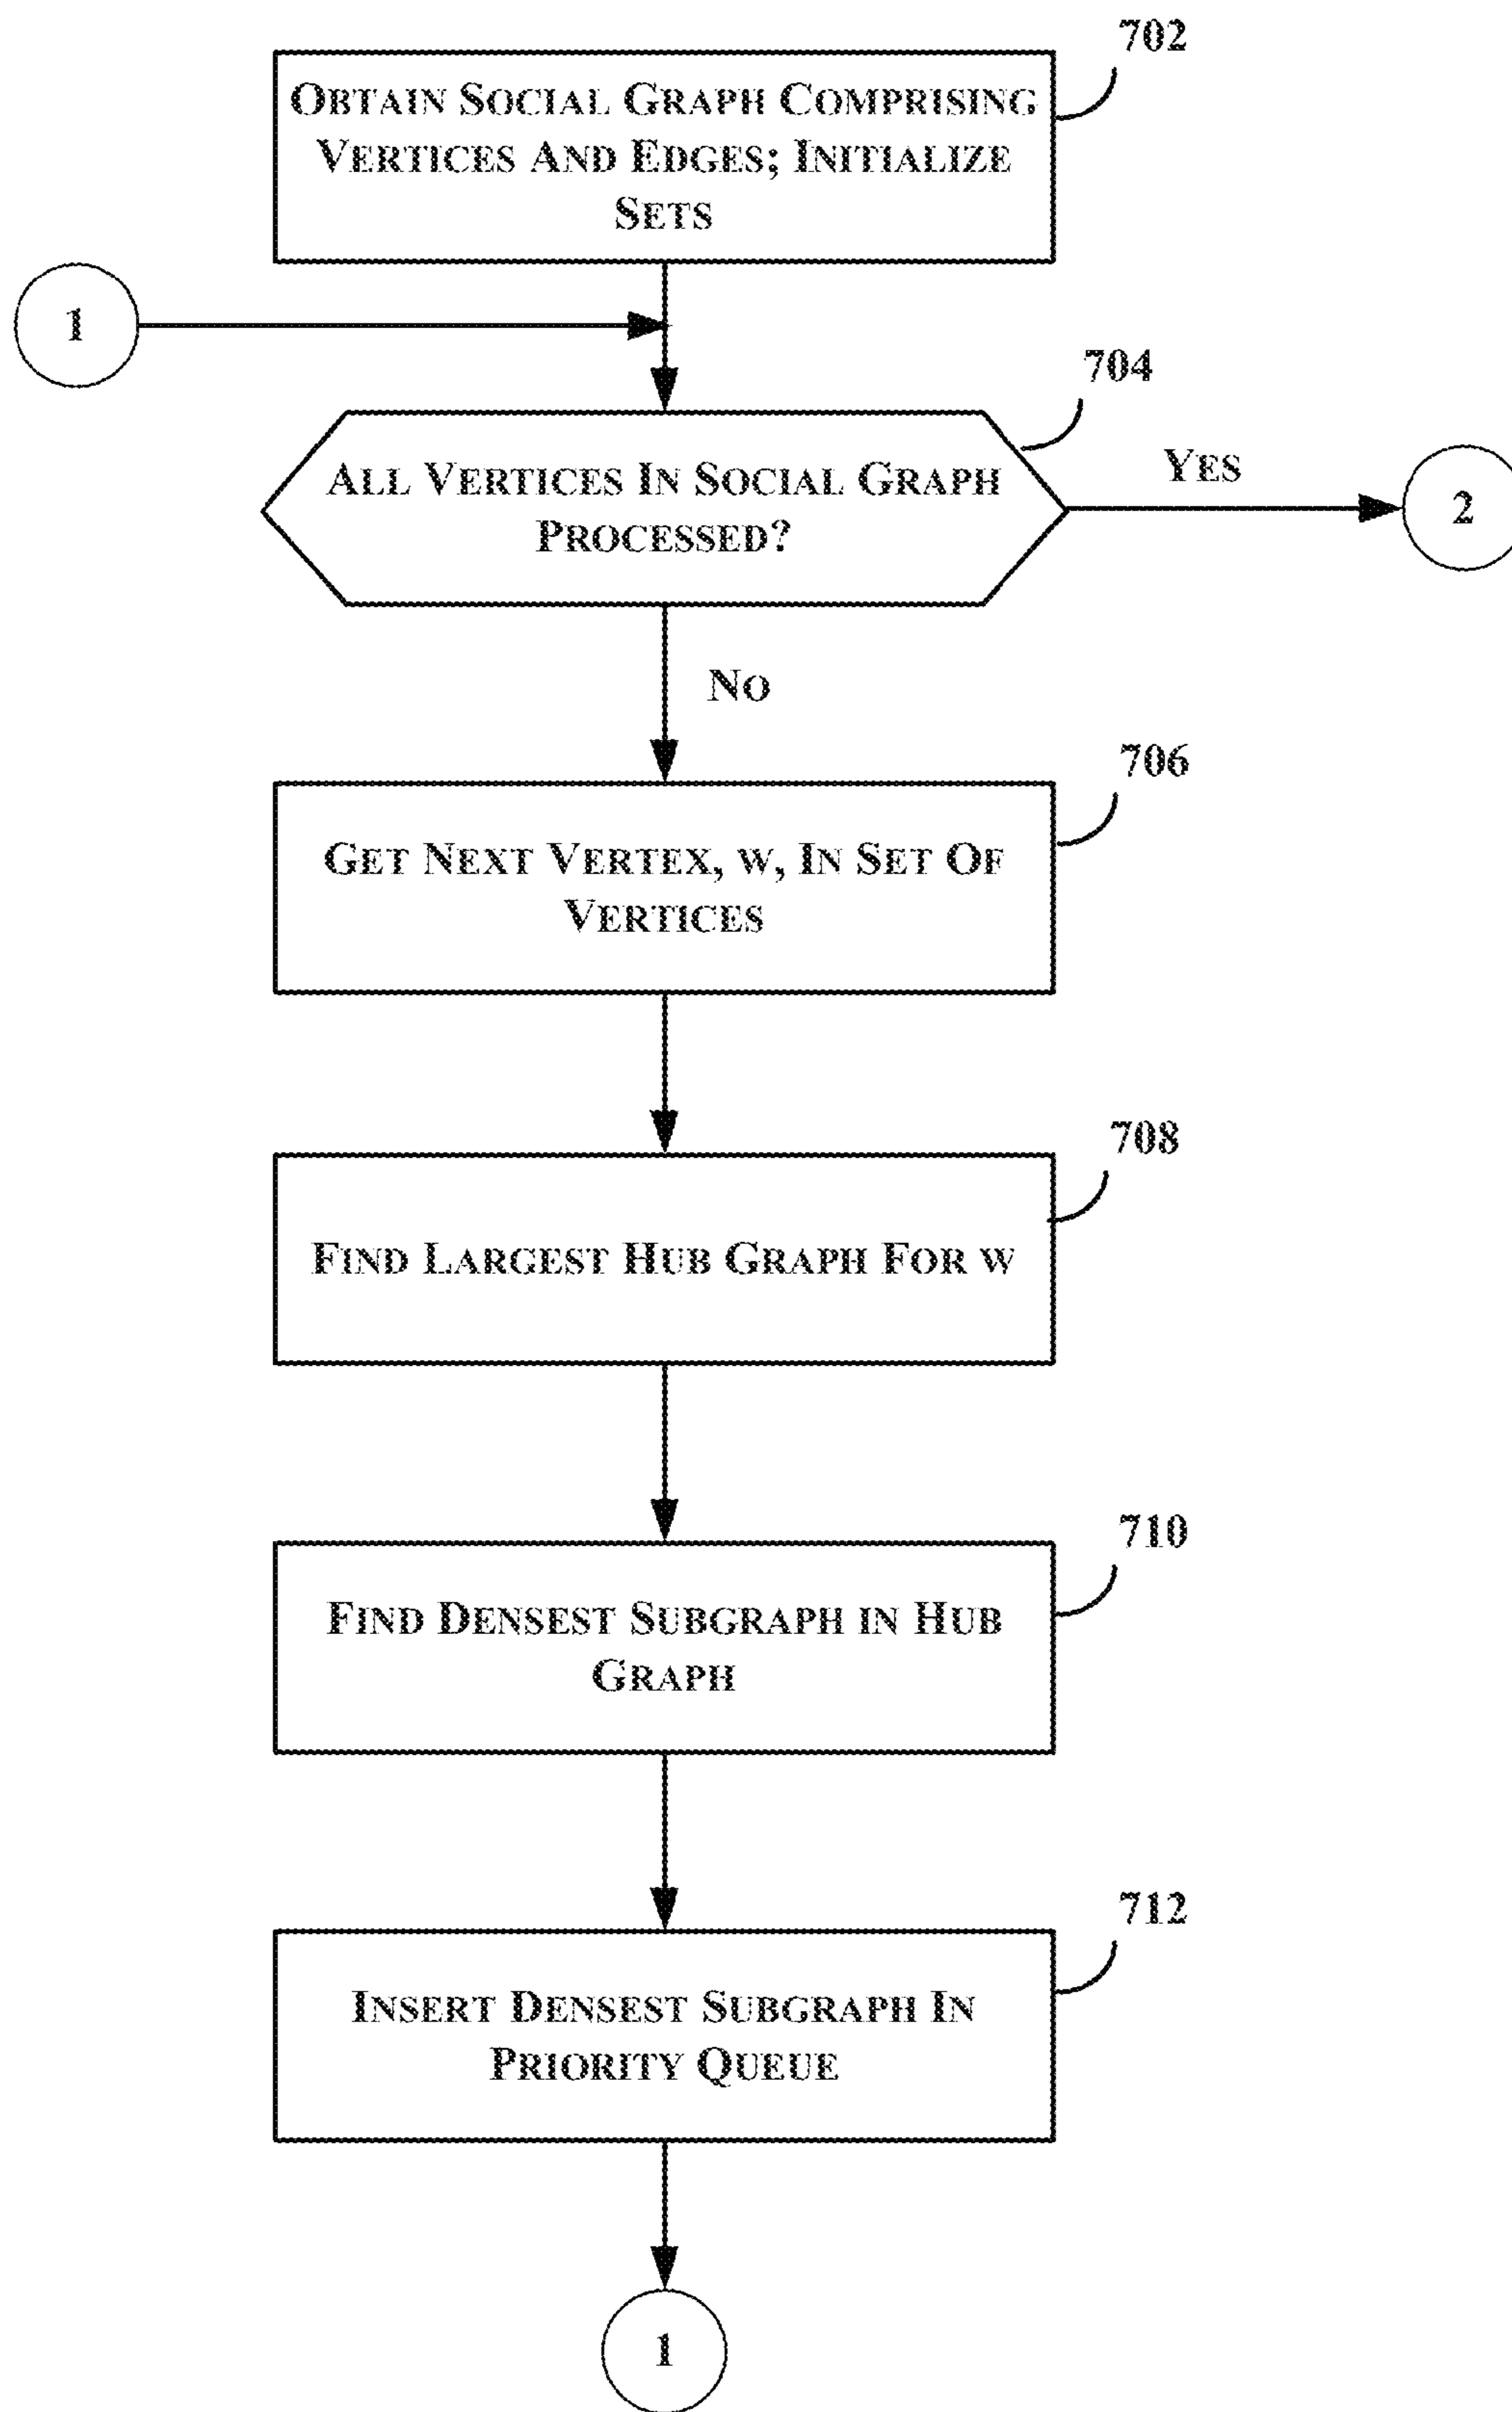 702
OBTAIN SOCIAL GRAPH COMPRISING
VERTICES AND EDGES; INITIALIZE
SETS
1
704
ALL VERTICES IN SOCIAL GRAPH
PROCESSED?
YES
2
NO
706
GET NEXT VERTEX, W, IN SET OF
VERTICES
708
FIND LARGEST HUB GRAPH FOR W
710
FIND DENSEST SUBGRAPH IN HUB
GRAPH
712
INSERT DENSEST SUBGRAPH IN
PRIORITY QUEUE
1